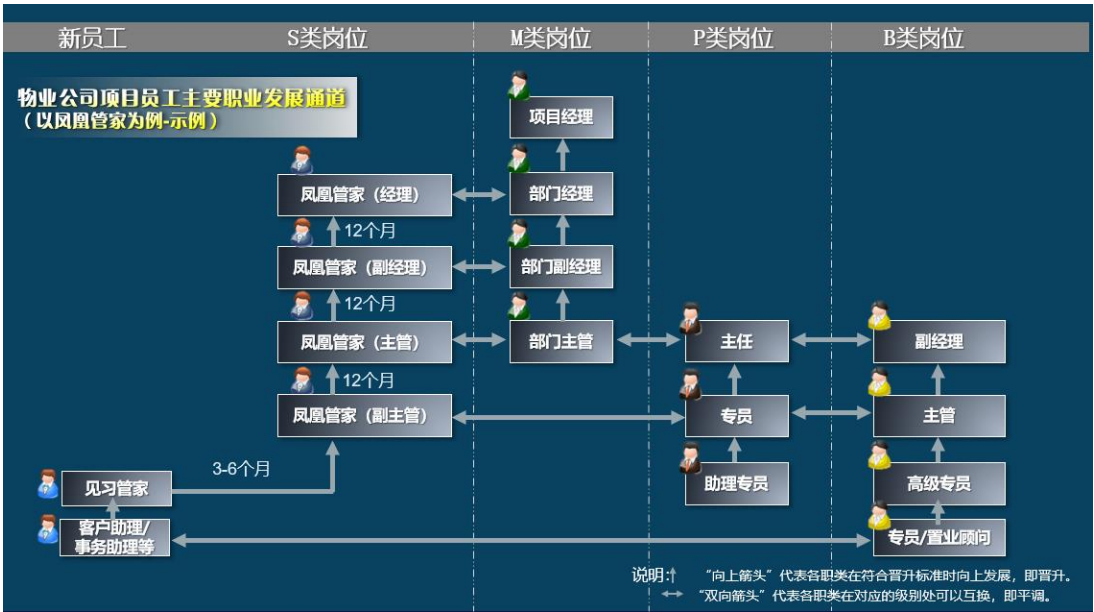 新员工
S类岗位
M类岗位
P类岗位
B类岗位
物业公司项目员工主要职业发展通道
（以凤凰管家为例-示例）
项目经理
凤凰管家（经理）
部门经理
12个月
凤凰管家（副经理）
部门副经理
12个月
凤凰管家（主管）
部门主管
主任
副经理
12个月
凤凰管家（副主管）
专员
主管
3-6个月
见习管家
助理专员
高级专员
客户助理/
事务助理等
专员/置业顾问
说明: “向上箭头”代表各职类在符合晋升标准时向上发展，即晋升。
“双向箭头”代表各职类在对应的级别处可以互换，即平调。